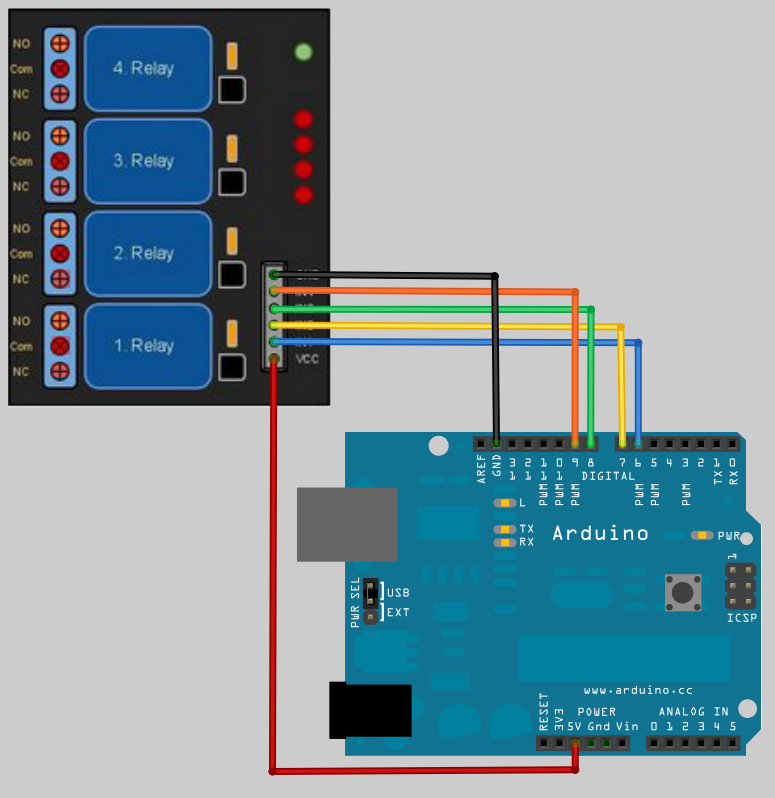 NO
Com
NC
4. Relay
NO
Com
NC
3. Relay
NO
Com
NC
2. Relay
NO
Com
NC
1. Relay
VCC
AREF
GND
13
12
11
10
9
8
7
6
5
4
3
2
1
0
PWM
PWM
PWM
PWM
PWM
PWM
TX
RX
DIGITAL
L
TX
RX
Arduino
PWR
1
ICSP
PWR SEL
USB
EXT
www.arduino.cc
POWER
ANALOG IN
RESET
3V3
5V Gnd Vin
0 1 2 3 4 5